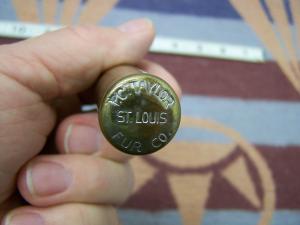 F.C. TAYLOR
ST. LOUIS
FUR CO.